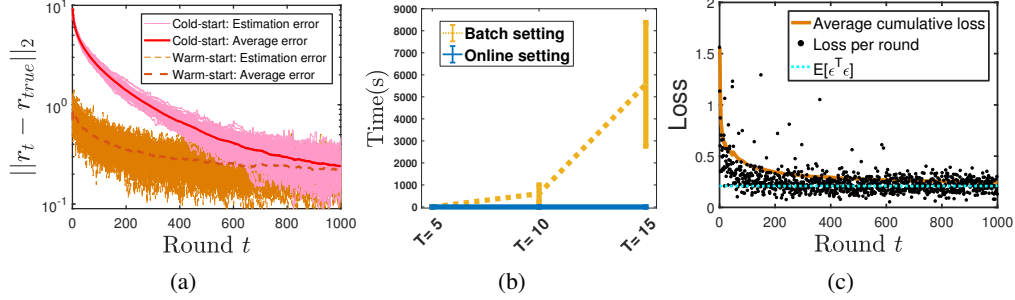 ||r_t − r_{true}||_2
10^1
10^0
10^{-1}
Cold-start: Estimation error
Cold-start: Average error
Warm-start: Estimation error
Warm-start: Average error
0
200
400
600
800
1000
Round t
(a)
Time(s)
9000
8000
7000
6000
5000
4000
3000
2000
1000
0
Batch setting
Online setting
T= 5
T= 10
T= 15
(b)
Loss
2
1.5
1
0.5
0
Average cumulative loss
Loss per round
E[ϵ^T ϵ]
0
200
400
600
800
1000
Round t
(c)